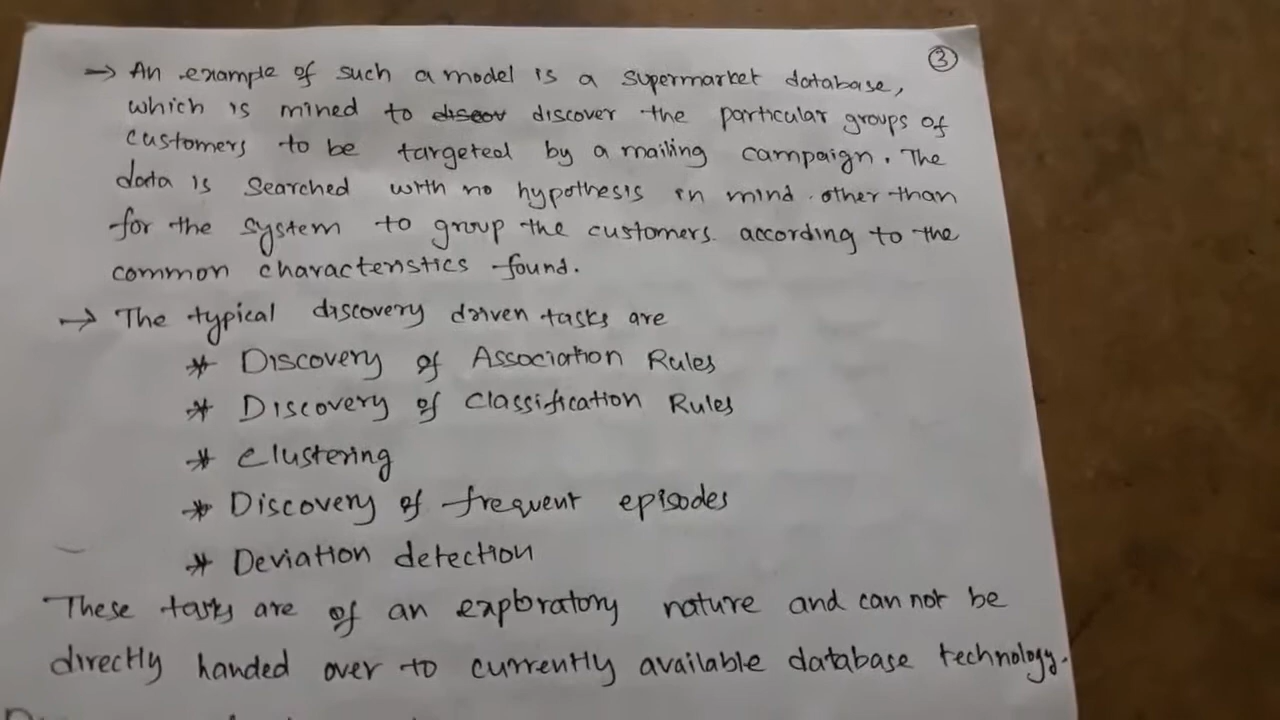 ③
→ An example of such a model is a supermarket database,
which is mined to discov discover the particular groups of
customers to be targeted by a mailing campaign. The
data is searched with no hypothesis in mind other than
for the system to group the customers according to the
common characteristics found.
→ The typical discovery driven tasks are
* Discovery of Association Rules
* Discovery of Classification Rules
* Clustering
* Discovery of frequent episodes
* Deviation detection
These tasks are of an exploratory nature and can not be
directly handed over to currently available database technology.